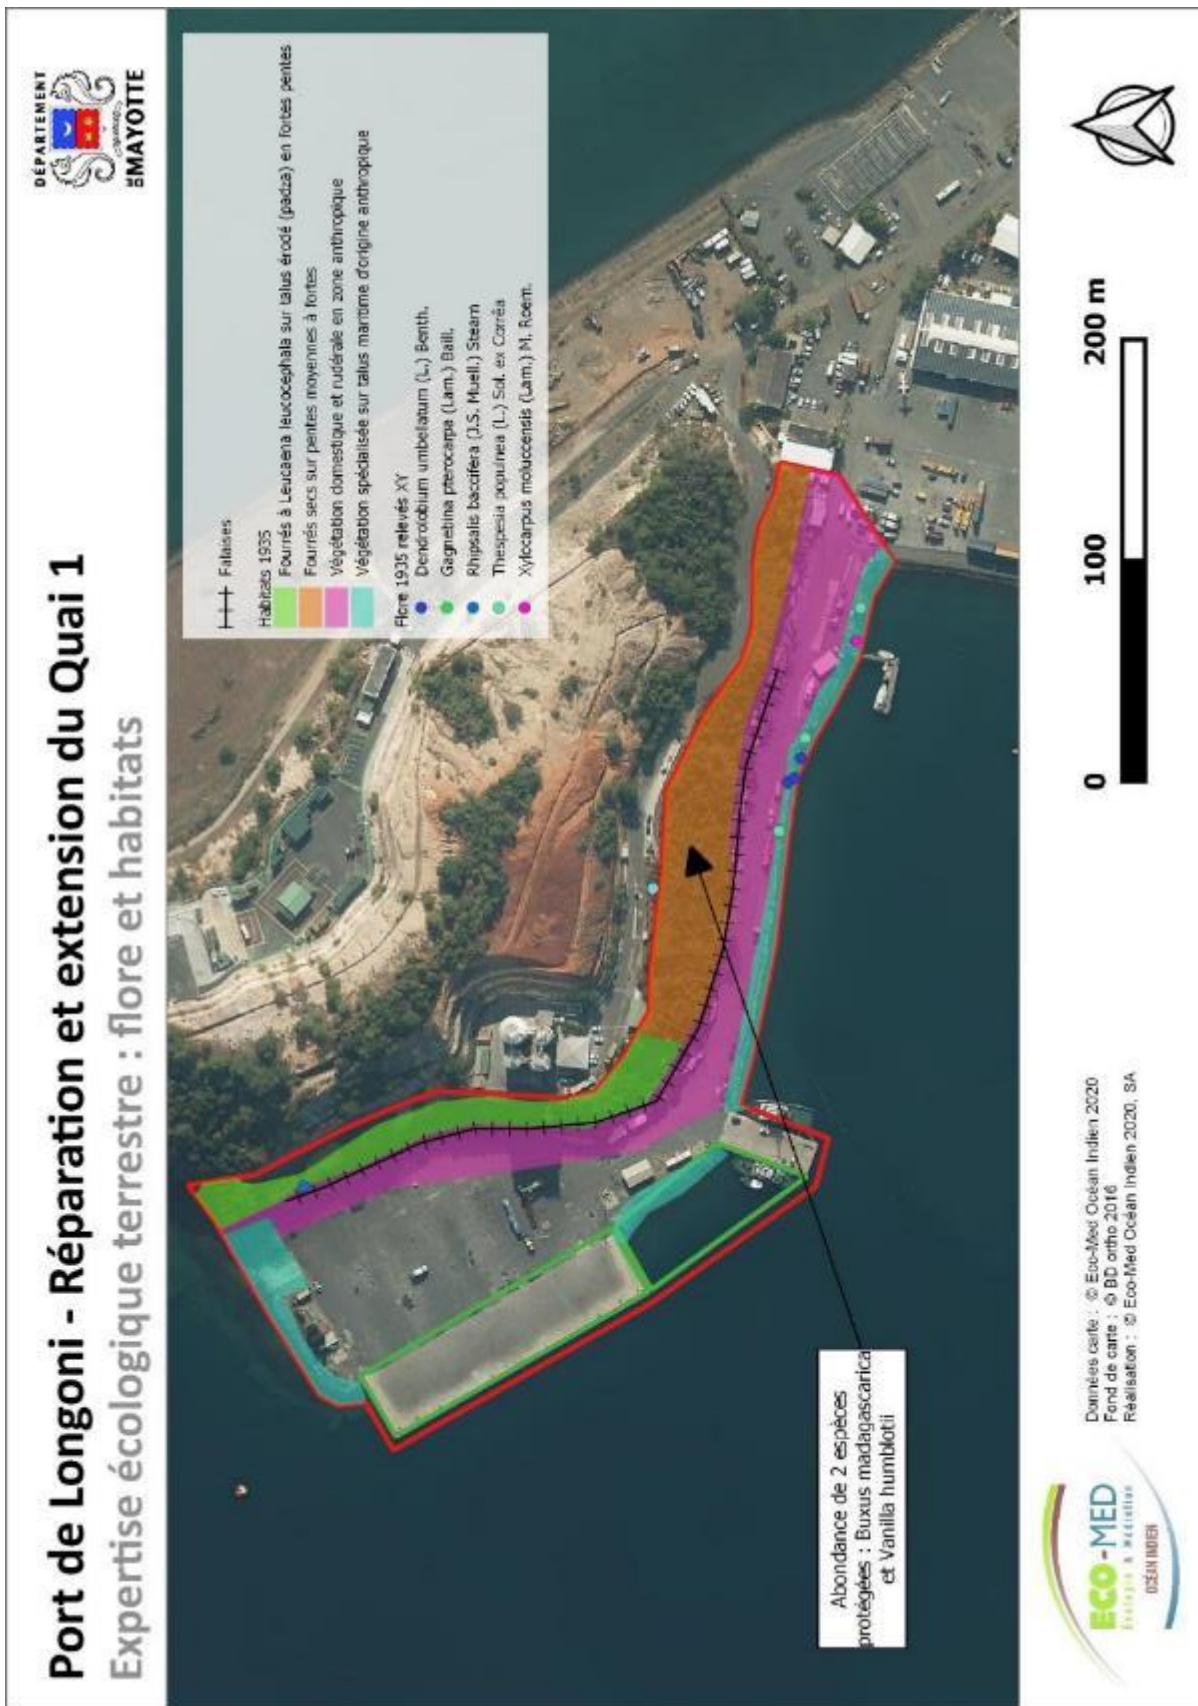 Port de Longoni - Réparation et extension du Quai 1
Expertise écologique terrestre : flore et habitats
DÉPARTEMENT
DE MAYOTTE
Falaises
Habitats 1935
Fourrés à Leucaena leucocephala sur talus érodé (padza) en fortes pentes
Fourrés secs sur pentes moyennes à fortes
Végétation domestique et rudérale en zone anthropique
Végétation spécialisée sur talus maritime d'origine anthropique
Flore 1935 relevés XY
Dendrolobium umbellatum (L.) Benth.
Gagnebina pterocarpa (Lam.) Baill.
Rhipsalis baccifera (J.S. Muell.) Stearn
Thespesia populnea (L.) Sol. ex Corrêa
Xylocarpus moluccensis (Lam.) M. Roem.
Abondance de 2 espèces
protégées : Buxus madagascarica
et Vanilla humblotii
ECO-MED
Écologie & Médiation
OCÉAN INDIEN
Données carte : © Eco-Med Océan Indien 2020
Fond de carte : © BD ortho 2016
Réalisation : © Eco-Med Océan Indien 2020, SA
0 100 200 m